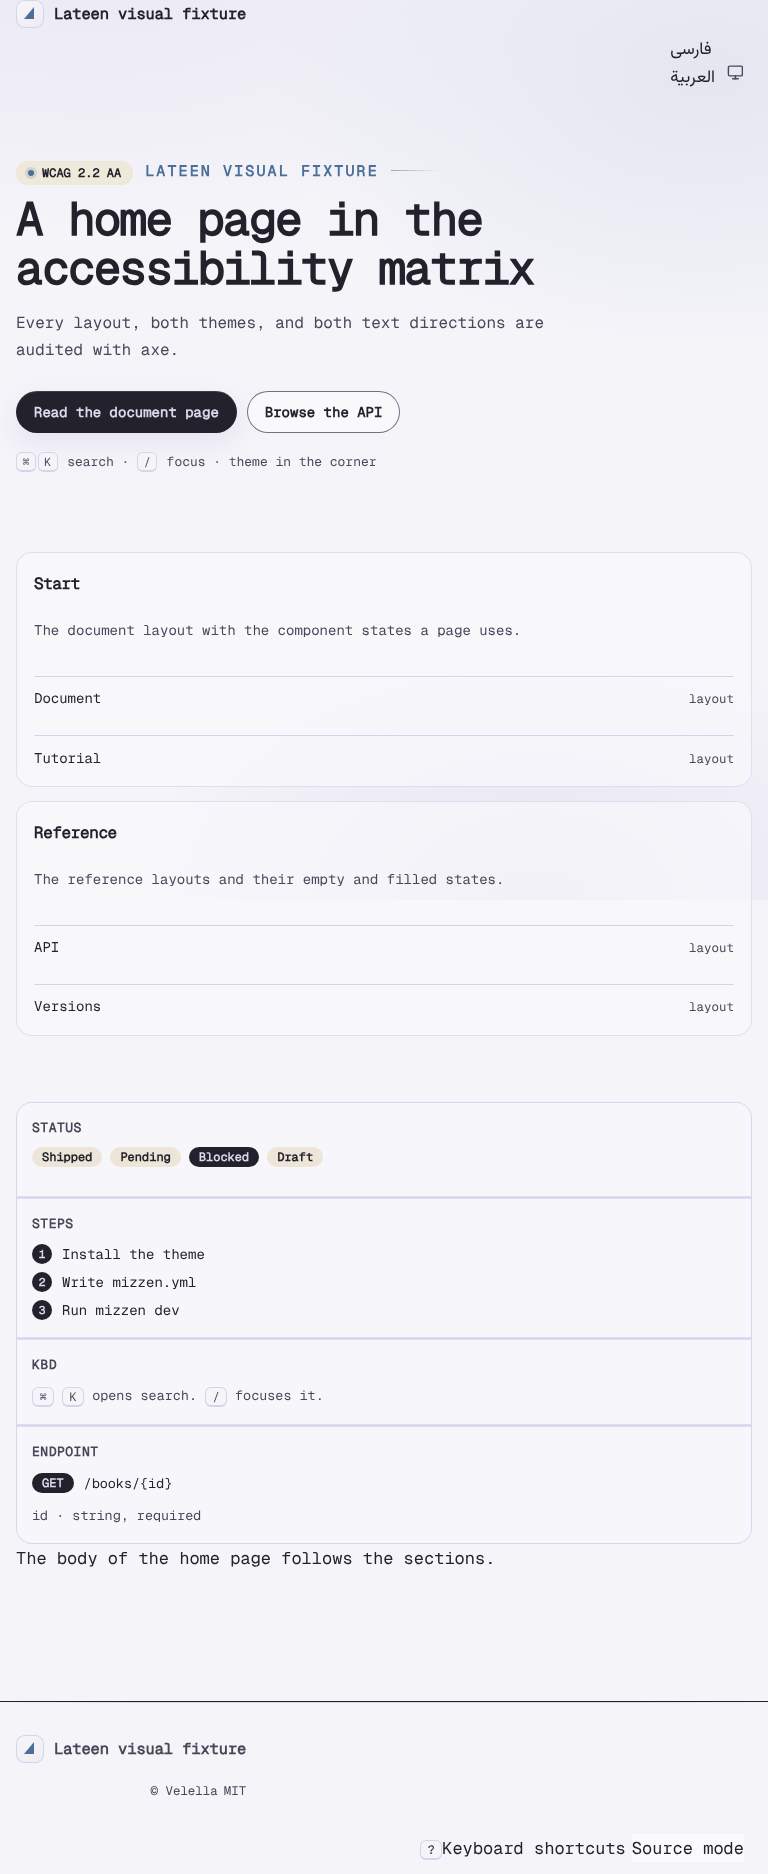 Lateen visual fixture
فارسی
العربية
WCAG 2.2 AA LATEEN VISUAL FIXTURE
A home page in the
accessibility matrix
Every layout, both themes, and both text directions are
audited with axe.
Read the document page Browse the API
⌘ K search · / focus · theme in the corner
Start
The document layout with the component states a page uses.
Document layout
Tutorial layout
Reference
The reference layouts and their empty and filled states.
API layout
Versions layout
STATUS
Shipped Pending Blocked Draft
STEPS
1 Install the theme
2 Write mizzen.yml
3 Run mizzen dev
KBD
⌘ K opens search. / focuses it.
ENDPOINT
GET /books/{id}
id · string, required
The body of the home page follows the sections.
Lateen visual fixture
© Velella MIT
? Keyboard shortcuts Source mode